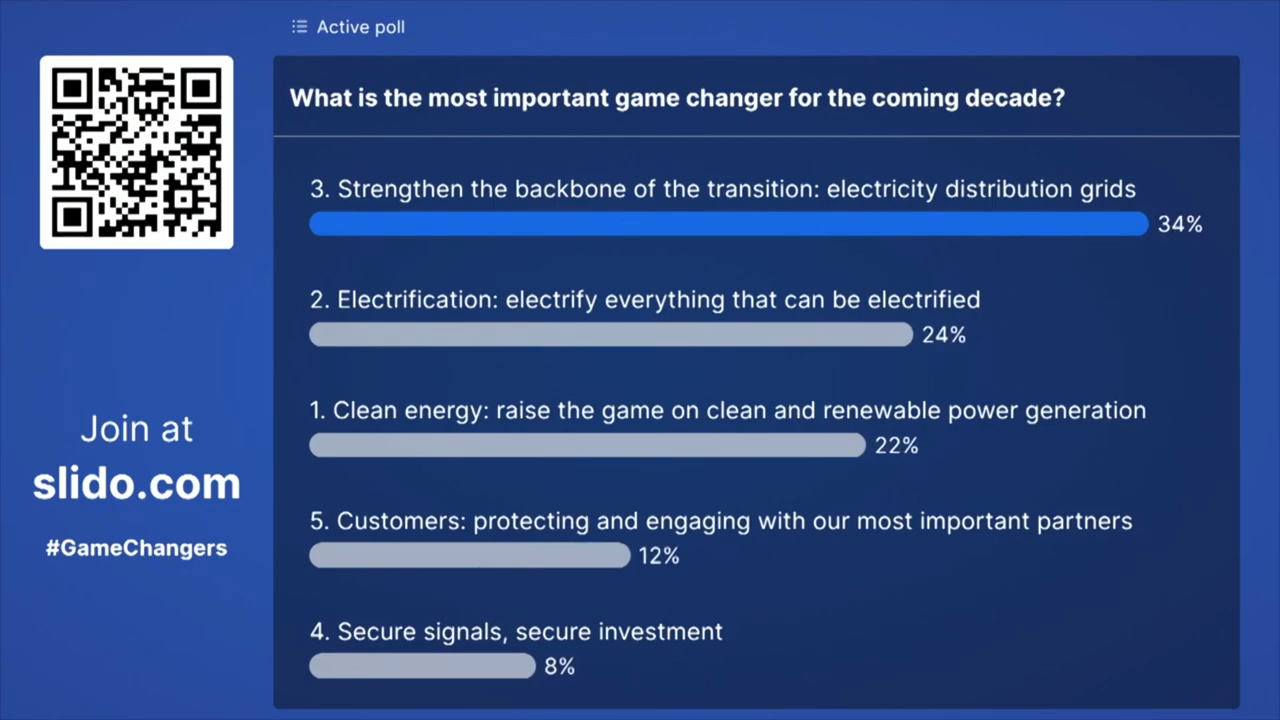 Active poll
What is the most important game changer for the coming decade?
3. Strengthen the backbone of the transition: electricity distribution grids
34%
2. Electrification: electrify everything that can be electrified
24%
1. Clean energy: raise the game on clean and renewable power generation
22%
5. Customers: protecting and engaging with our most important partners
12%
4. Secure signals, secure investment
8%
Join at
slido.com
#GameChangers